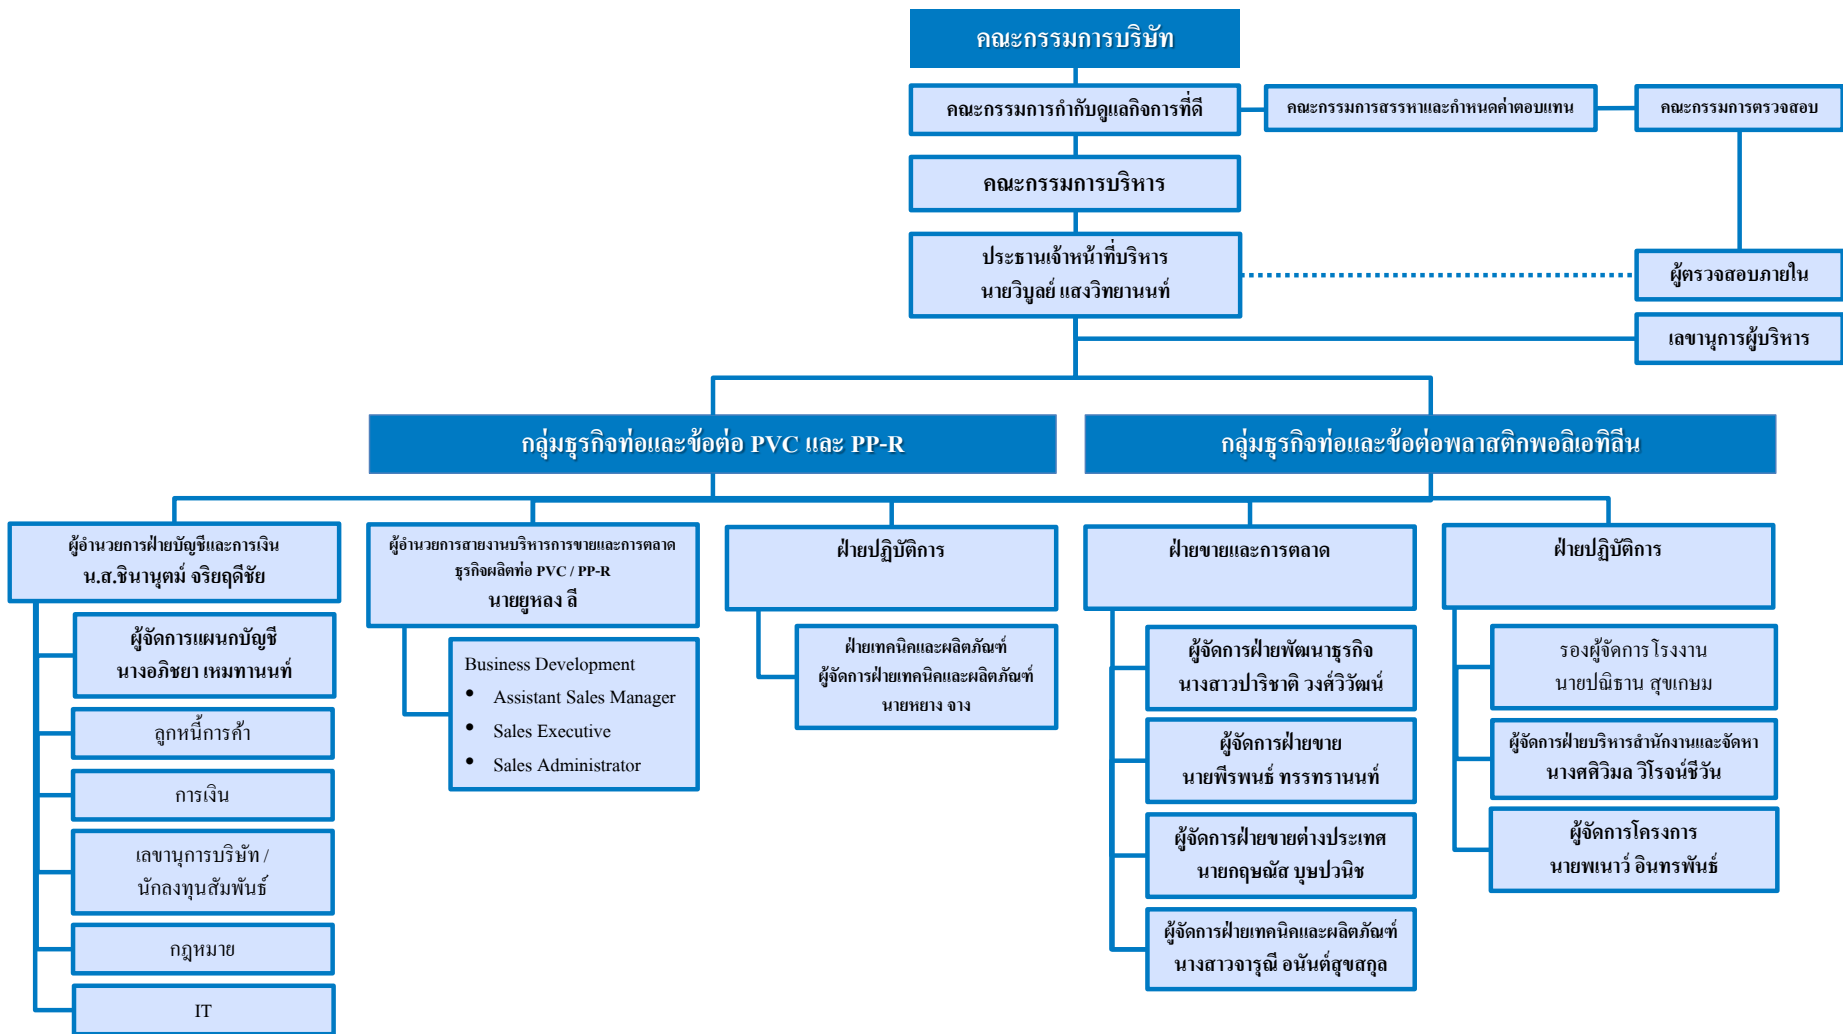 คณะกรรมการบริษัท
คณะกรรมการกำกับดูแลกิจการที่ดี
คณะกรรมการสรรหาและกำหนดค่าตอบแทน
คณะกรรมการตรวจสอบ
คณะกรรมการบริหาร
ประธานเจ้าหน้าที่บริหาร
นายวิบูลย์ แสงวิทยานนท์
ผู้ตรวจสอบภายใน
เลขานุการผู้บริหาร
กลุ่มธุรกิจท่อและข้อต่อ PVC และ PP-R
กลุ่มธุรกิจท่อและข้อต่อพลาสติกพอลิเอทิลีน
ผู้อำนวยการฝ่ายบัญชีและการเงิน
น.ส.ชินานุตม์ จริยฤดีชัย
ผู้จัดการแผนกบัญชี
นางอภิชยา เหมทานนท์
ลูกหนี้การค้า
การเงิน
เลขานุการบริษัท /
นักลงทุนสัมพันธ์
กฎหมาย
IT
ผู้อำนวยการสายงานบริหารการขายและการตลาด
ธุรกิจผลิตท่อ PVC / PP-R
นายยูหลง ลี
Business Development
• Assistant Sales Manager
• Sales Executive
• Sales Administrator
ฝ่ายปฏิบัติการ
ฝ่ายเทคนิคและผลิตภัณฑ์
ผู้จัดการฝ่ายเทคนิคและผลิตภัณฑ์
นายหยาง จาง
ฝ่ายขายและการตลาด
ผู้จัดการฝ่ายพัฒนาธุรกิจ
นางสาวปาริชาติ วงศ์วิวัฒน์
ผู้จัดการฝ่ายขาย
นายพีรพนธ์ ทรรทรานนท์
ผู้จัดการฝ่ายขายต่างประเทศ
นายกฤษณัส บุษปวนิช
ผู้จัดการฝ่ายเทคนิคและผลิตภัณฑ์
นางสาวจารุณี อนันต์สุขสกุล
ฝ่ายปฏิบัติการ
รองผู้จัดการโรงงาน
นายปณิธาน สุขเกษม
ผู้จัดการฝ่ายบริหารสำนักงานและจัดหา
นางศศิวิมล วิโรจน์ชีวัน
ผู้จัดการโครงการ
นายพเนาว์ อินทรพันธ์